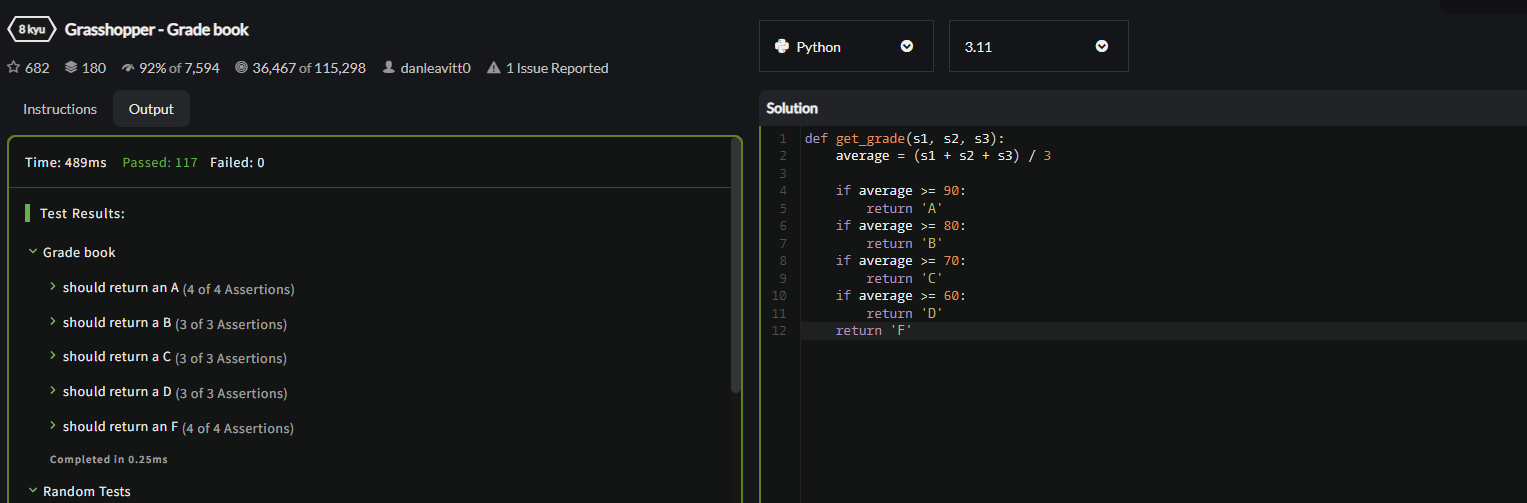 8 kyu Grasshopper - Grade book
682 180 92% of 7,594 36,467 of 115,298 danleavitt0 1 Issue Reported
Instructions Output
Time: 489ms Passed: 117 Failed: 0
Test Results:
Grade book
should return an A (4 of 4 Assertions)
should return a B (3 of 3 Assertions)
should return a C (3 of 3 Assertions)
should return a D (3 of 3 Assertions)
should return an F (4 of 4 Assertions)
Completed in 0.25ms
Random Tests
Python 3.11
Solution
1 def get_grade(s1, s2, s3):
2     average = (s1 + s2 + s3) / 3
3
4     if average >= 90:
5         return 'A'
6     if average >= 80:
7         return 'B'
8     if average >= 70:
9         return 'C'
10     if average >= 60:
11         return 'D'
12     return 'F'